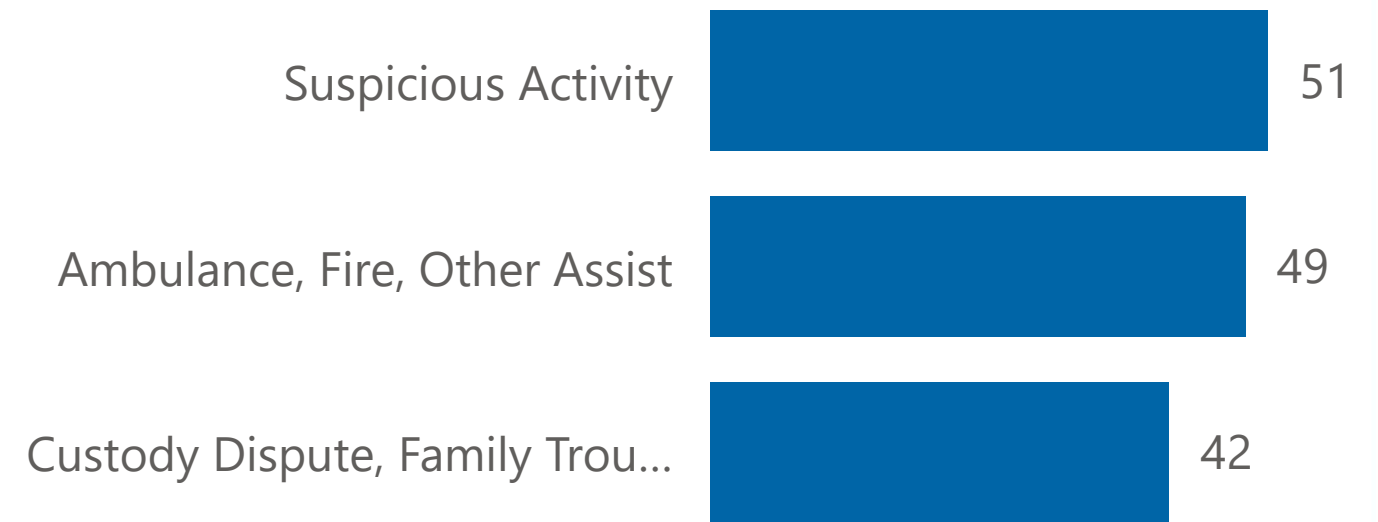 Suspicious Activity 51
Ambulance, Fire, Other Assist 49
Custody Dispute, Family Trou... 42